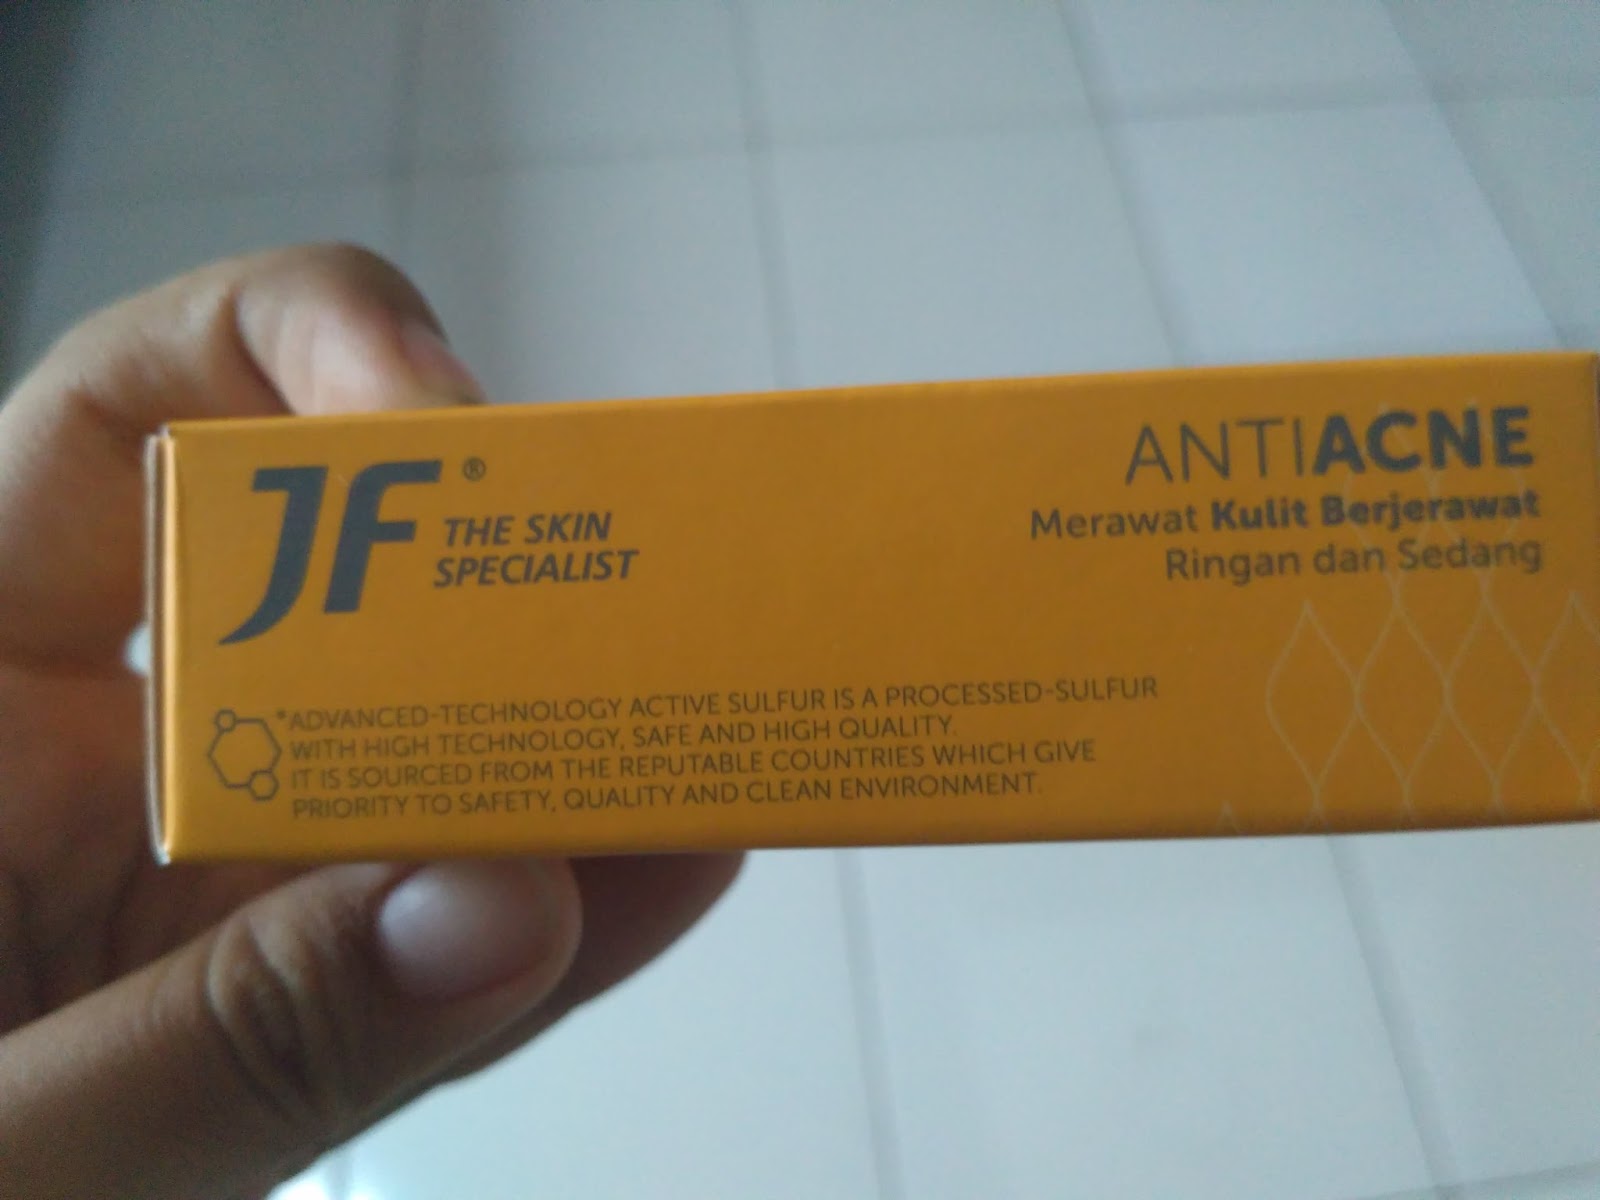 JF®
THE SKIN
SPECIALIST
ANTIACNE
Merawat Kulit Berjerawat
Ringan dan Sedang
*ADVANCED-TECHNOLOGY ACTIVE SULFUR IS A PROCESSED-SULFUR
WITH HIGH TECHNOLOGY, SAFE AND HIGH QUALITY.
IT IS SOURCED FROM THE REPUTABLE COUNTRIES WHICH GIVE
PRIORITY TO SAFETY, QUALITY AND CLEAN ENVIRONMENT.